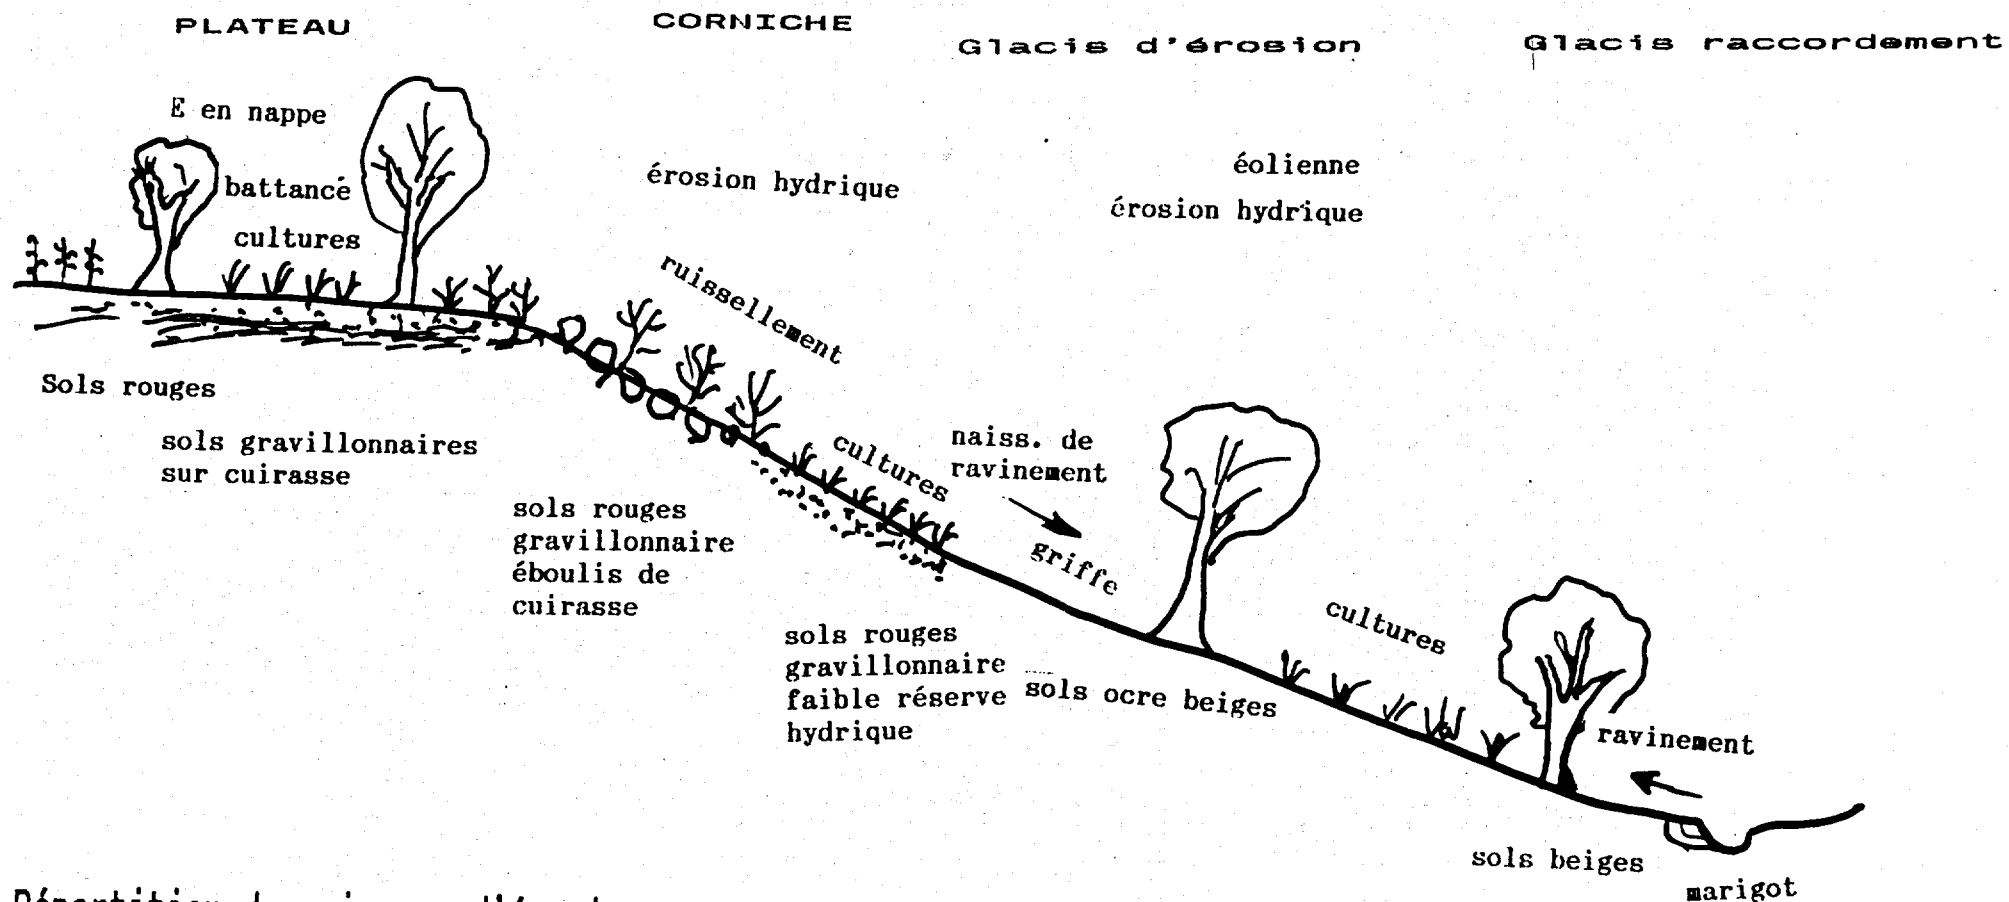 PLATEAU
CORNICHE
Glacis d'érosion
Glacis raccordement
E en nappe
battancé
cultures
érosion hydrique
éolienne
érosion hydrique
ruissellement
Sols rouges
sols gravillonnaires
sur cuirasse
sols rouges
gravillonnaire
éboulis de
cuirasse
cultures
naiss. de
ravinement
griffe
sols rouges
gravillonnaire
faible réserve
hydrique
sols ocre beiges
cultures
ravinement
sols beiges
marigot